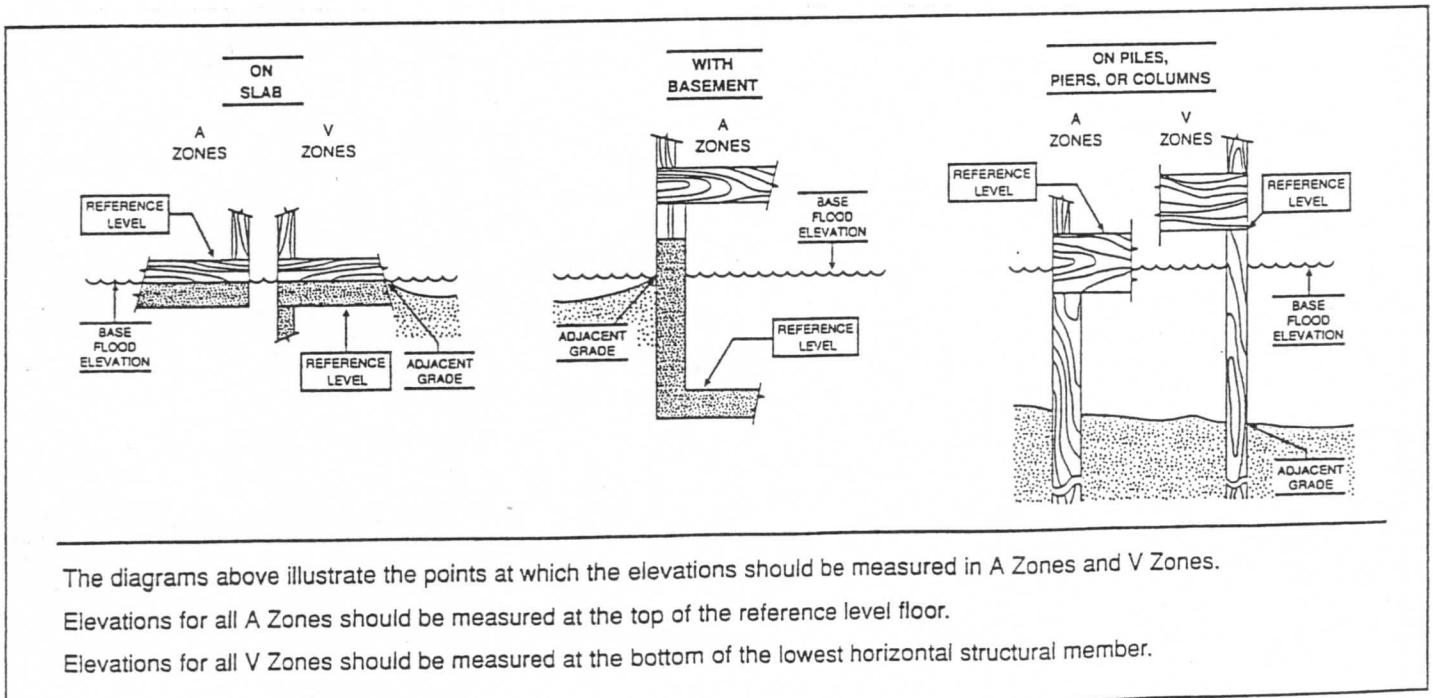 ON
SLAB
A
ZONES
V
ZONES
REFERENCE
LEVEL
BASE
FLOOD
ELEVATION
REFERENCE
LEVEL
ADJACENT
GRADE
WITH
BASEMENT
A
ZONES
BASE
FLOOD
ELEVATION
ADJACENT
GRADE
REFERENCE
LEVEL
ON PILES,
PIERS, OR COLUMNS
A
ZONES
V
ZONES
REFERENCE
LEVEL
REFERENCE
LEVEL
BASE
FLOOD
ELEVATION
ADJACENT
GRADE
The diagrams above illustrate the points at which the elevations should be measured in A Zones and V Zones.
Elevations for all A Zones should be measured at the top of the reference level floor.
Elevations for all V Zones should be measured at the bottom of the lowest horizontal structural member.